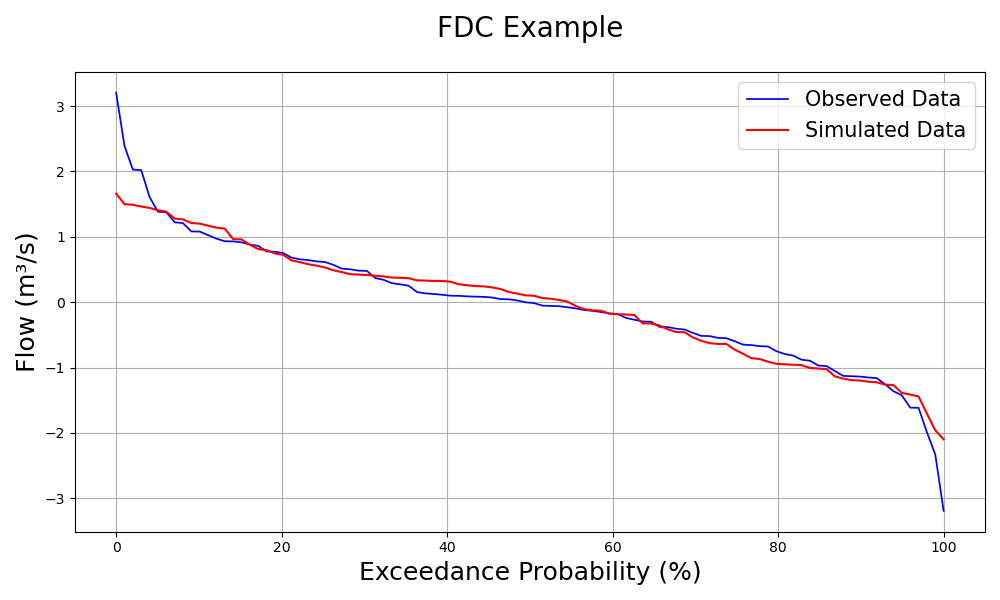 FDC Example
Observed Data
Simulated Data
Flow (m³/s)
3
2
1
0
−1
−2
−3
0 20 40 60 80 100
Exceedance Probability (%)